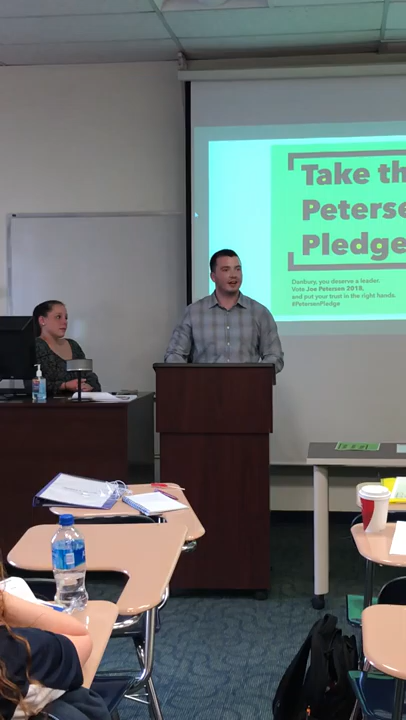 Take th
Peterse
Pledge
Danbury, you deserve a leader.
Vote Joe Petersen 2018,
and put your trust in the right hands.
#PetersenPledge